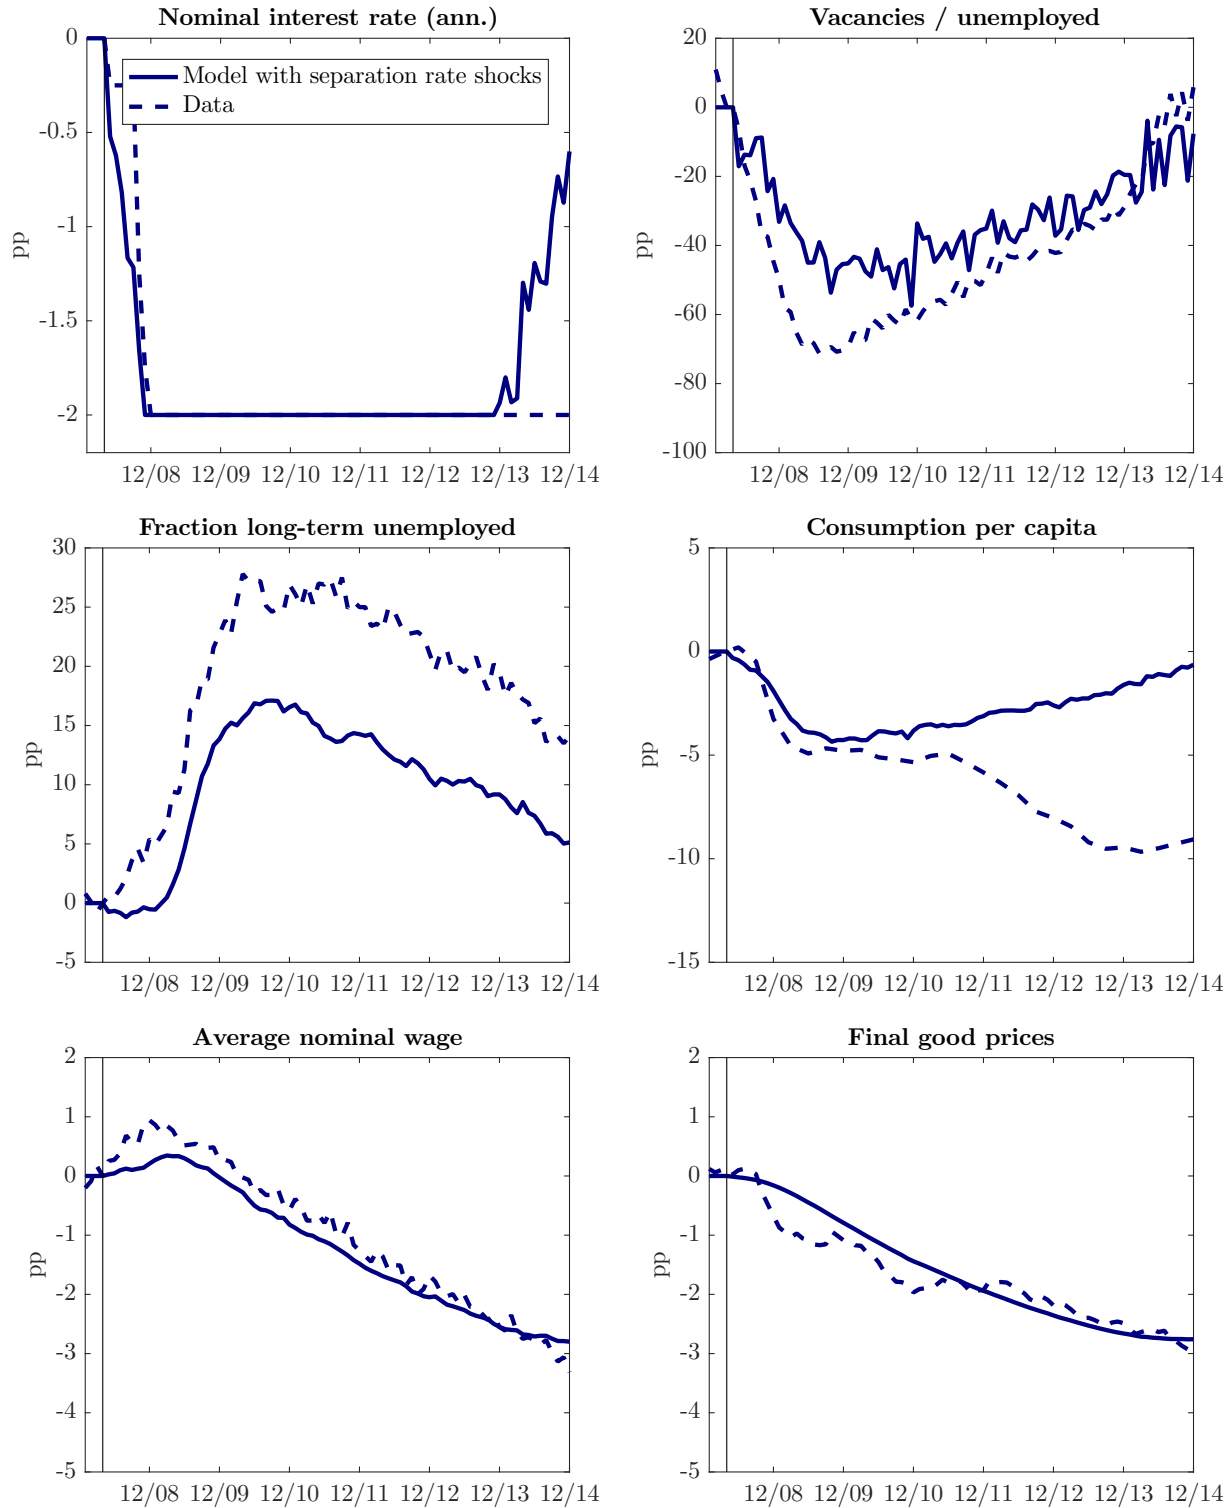 Nominal interest rate (ann.)
0
-0.5
-1
-1.5
-2
pp
Model with separation rate shocks
Data
12/08 12/09 12/10 12/11 12/12 12/13 12/14
Vacancies / unemployed
20
0
-20
-40
-60
-80
-100
pp
12/08 12/09 12/10 12/11 12/12 12/13 12/14
Fraction long-term unemployed
30
25
20
15
10
5
0
-5
pp
12/08 12/09 12/10 12/11 12/12 12/13 12/14
Consumption per capita
5
0
-5
-10
-15
pp
12/08 12/09 12/10 12/11 12/12 12/13 12/14
Average nominal wage
2
1
0
-1
-2
-3
-4
-5
pp
12/08 12/09 12/10 12/11 12/12 12/13 12/14
Final good prices
2
1
0
-1
-2
-3
-4
-5
pp
12/08 12/09 12/10 12/11 12/12 12/13 12/14